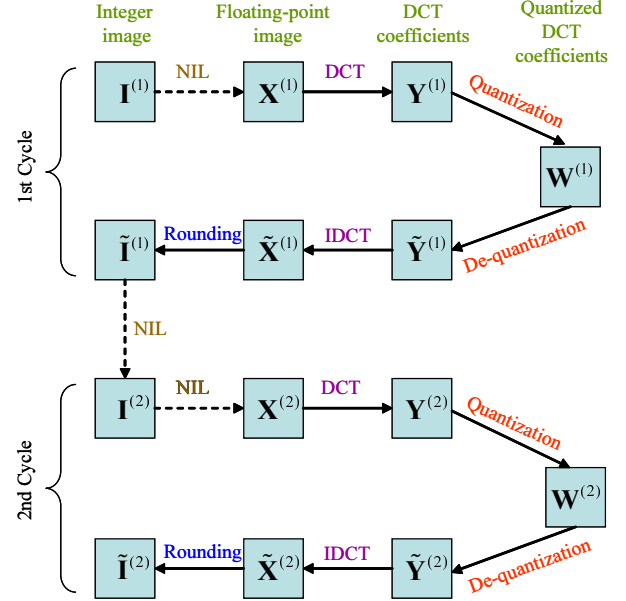 Integer image
Floating-point image
DCT coefficients
Quantized DCT coefficients
1st Cycle
I⁽¹⁾
NIL
X⁽¹⁾
DCT
Y⁽¹⁾
Quantization
W⁽¹⁾
Ĩ⁽¹⁾
Rounding
X̃⁽¹⁾
IDCT
Ỹ⁽¹⁾
De-quantization
NIL
2nd Cycle
I⁽²⁾
NIL
X⁽²⁾
DCT
Y⁽²⁾
Quantization
W⁽²⁾
Ĩ⁽²⁾
Rounding
X̃⁽²⁾
IDCT
Ỹ⁽²⁾
De-quantization